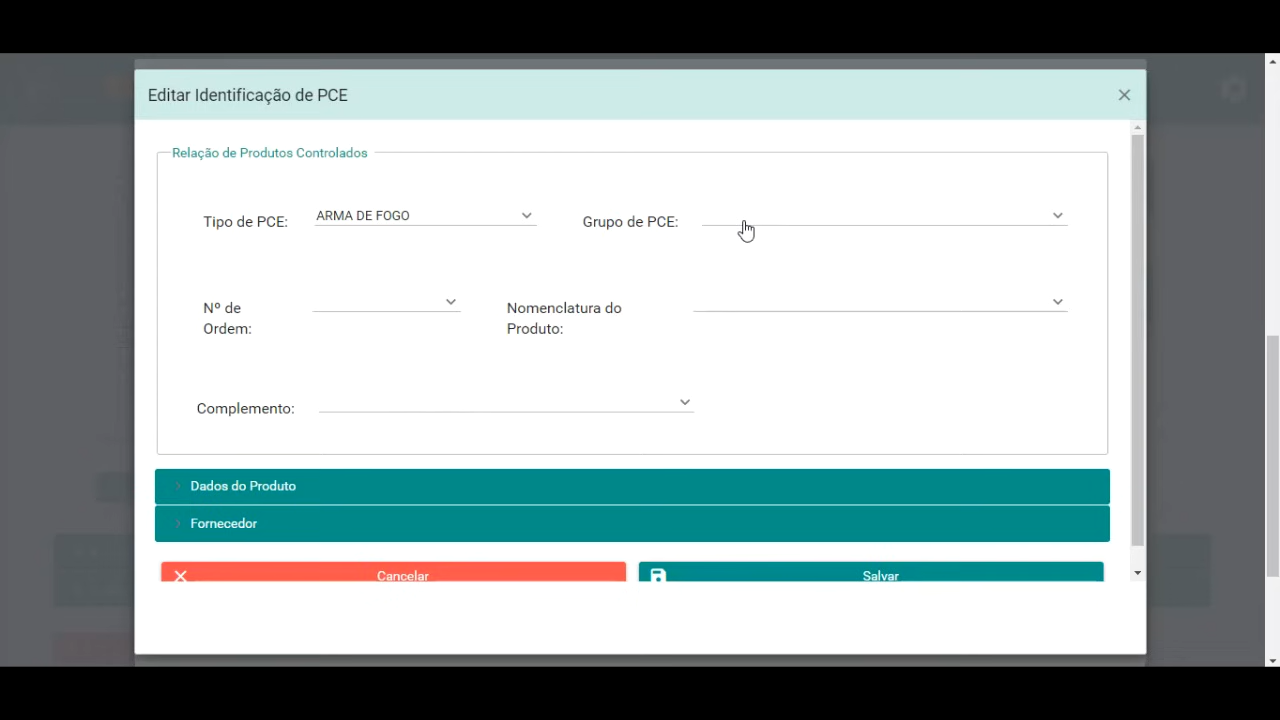 Editar Identificação de PCE
Relação de Produtos Controlados
Tipo de PCE: ARMA DE FOGO Grupo de PCE:
Nº de
Ordem:
Nomenclatura do
Produto:
Complemento:
Dados do Produto
Fornecedor
Cancelar Salvar